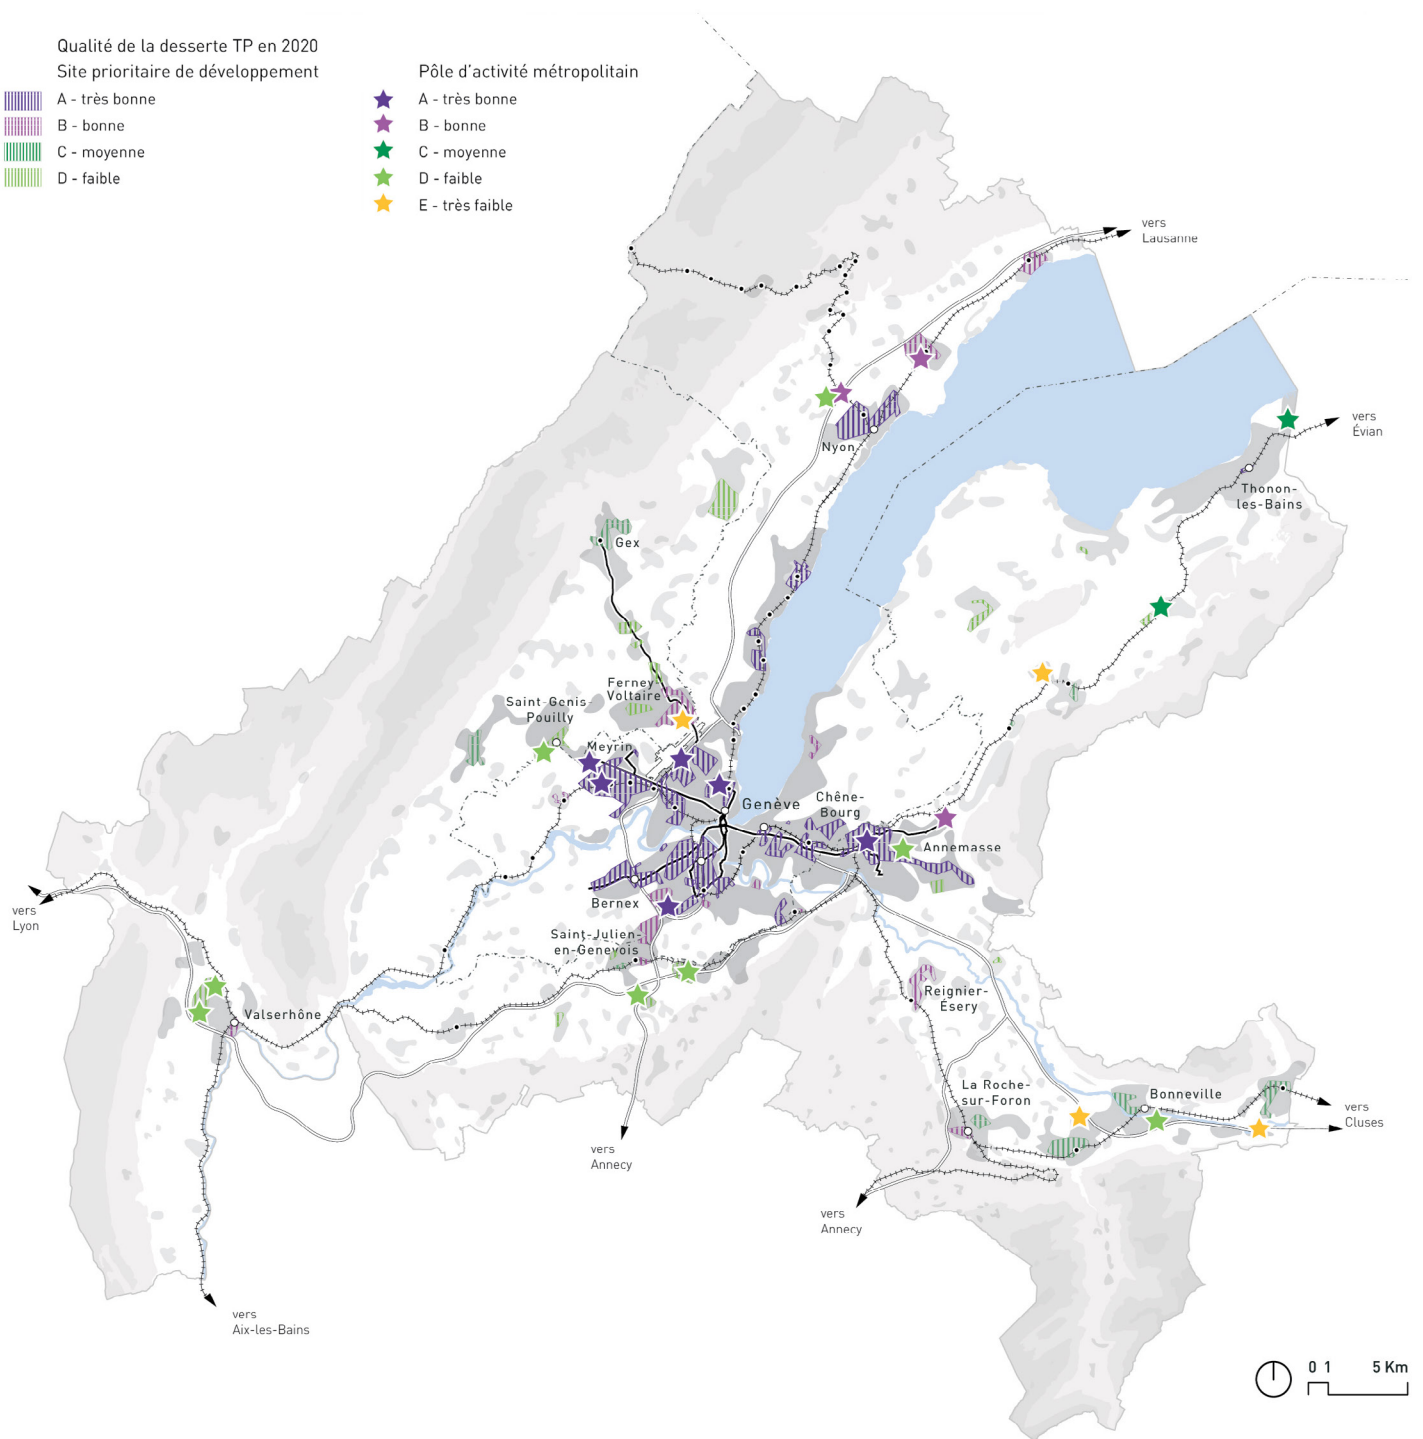 Qualité de la desserte TP en 2020
Site prioritaire de développement
A - très bonne
B - bonne
C - moyenne
D - faible
Pôle d'activité métropolitain
A - très bonne
B - bonne
C - moyenne
D - faible
E - très faible
vers
Lausanne
vers
Évian
Thonon-
les-Bains
Nyon
Gex
Ferney-
Voltaire
Saint-Genis-
Pouilly
Meyrin
Genève
Chêne-
Bourg
Annemasse
Bernex
Saint-Julien-
en-Genevois
vers
Lyon
Valserhône
Reignier-
Ésery
La Roche-
sur-Foron
Bonneville
vers
Cluses
vers
Annecy
vers
Annecy
vers
Aix-les-Bains
0 1 5 Km